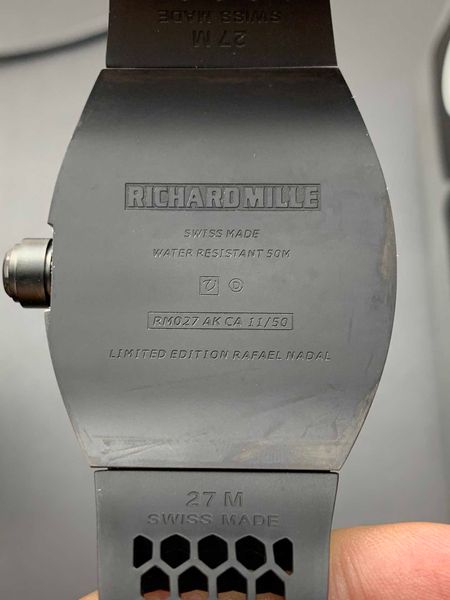 27 M
SWISS MADE
RICHARD MILLE
SWISS MADE
WATER RESISTANT 50M
D
RM027 AK CA 11/50
LIMITED EDITION RAFAEL NADAL
27 M
SWISS MADE